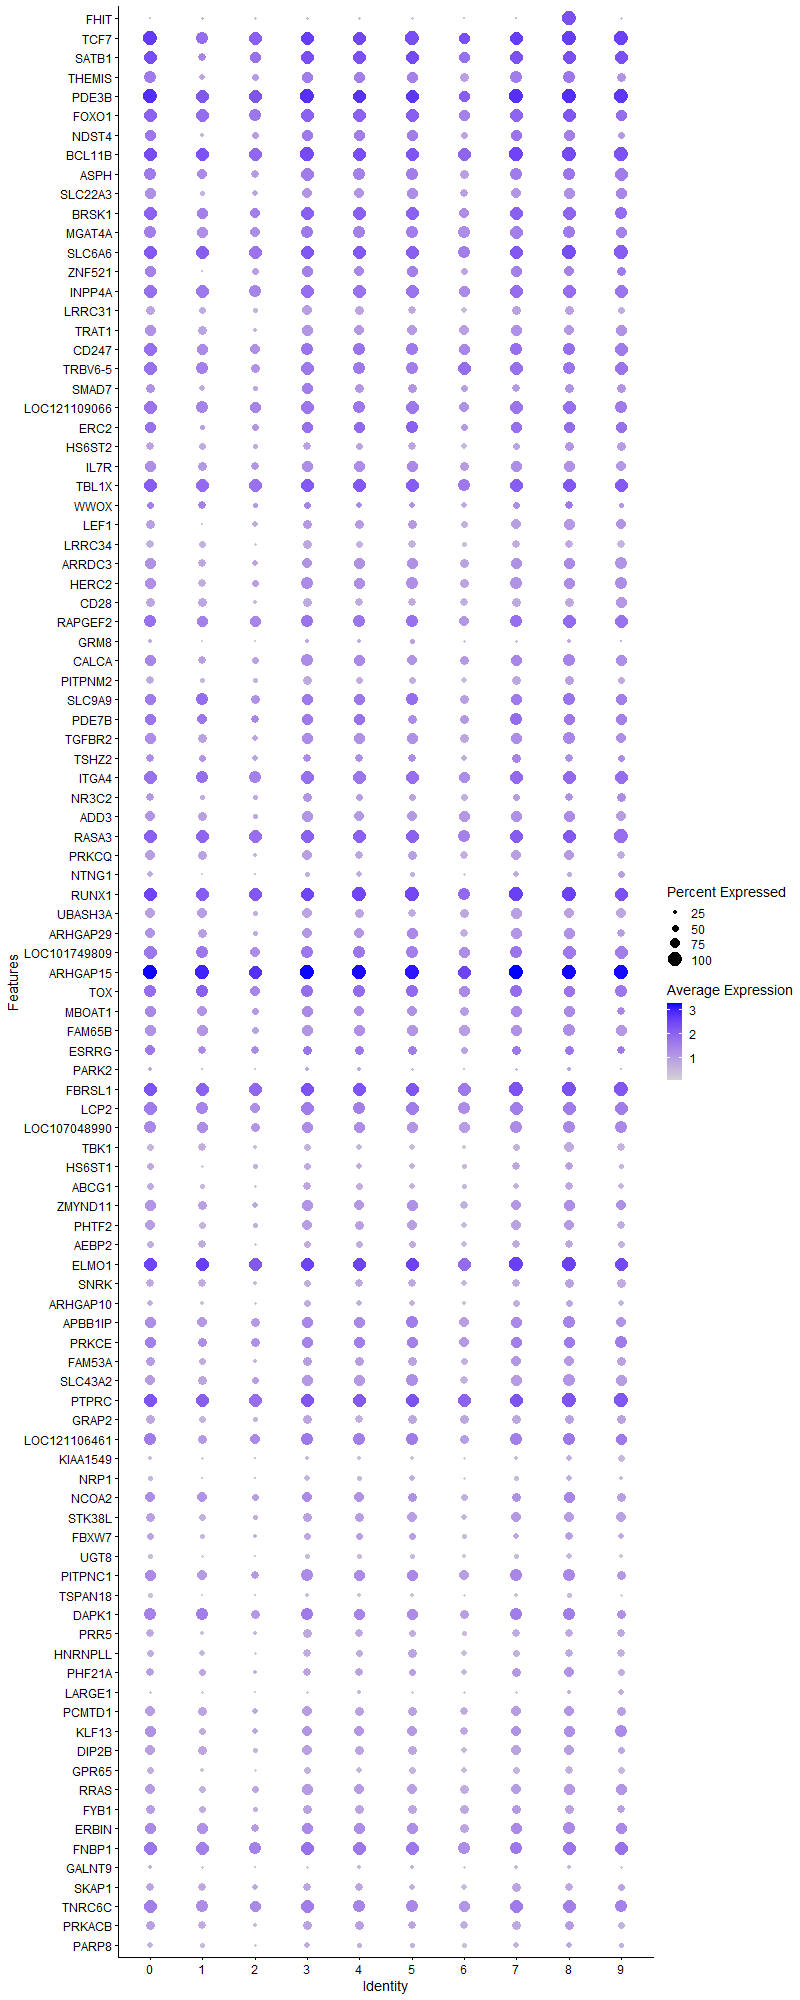 FHIT
TCF7
SATB1
THEMIS
PDE3B
FOXO1
NDST4
BCL11B
ASPH
SLC22A3
BRSK1
MGAT4A
SLC6A6
ZNF521
INPP4A
LRRC31
TRAT1
CD247
TRBV6-5
SMAD7
LOC121109066
ERC2
HS6ST2
IL7R
TBL1X
WWOX
LEF1
LRRC34
ARRDC3
HERC2
CD28
RAPGEF2
GRM8
CALCA
PITPNM2
SLC9A9
PDE7B
TGFBR2
TSHZ2
ITGA4
NR3C2
ADD3
RASA3
PRKCQ
NTNG1
RUNX1
UBASH3A
ARHGAP29
LOC101749809
ARHGAP15
TOX
MBOAT1
FAM65B
ESRRG
PARK2
FBRSL1
LCP2
LOC107048990
TBK1
HS6ST1
ABCG1
ZMYND11
PHTF2
AEBP2
ELMO1
SNRK
ARHGAP10
APBB1IP
PRKCE
FAM53A
SLC43A2
PTPRC
GRAP2
LOC121106461
KIAA1549
NRP1
NCOA2
STK38L
FBXW7
UGT8
PITPNC1
TSPAN18
DAPK1
PRR5
HNRNPLL
PHF21A
LARGE1
PCMTD1
KLF13
DIP2B
GPR65
RRAS
FYB1
ERBIN
FNBP1
GALNT9
SKAP1
TNRC6C
PRKACB
PARP8
0 1 2 3 4 5 6 7 8 9
Identity
Features
Percent Expressed
25
50
75
100
Average Expression
3
2
1